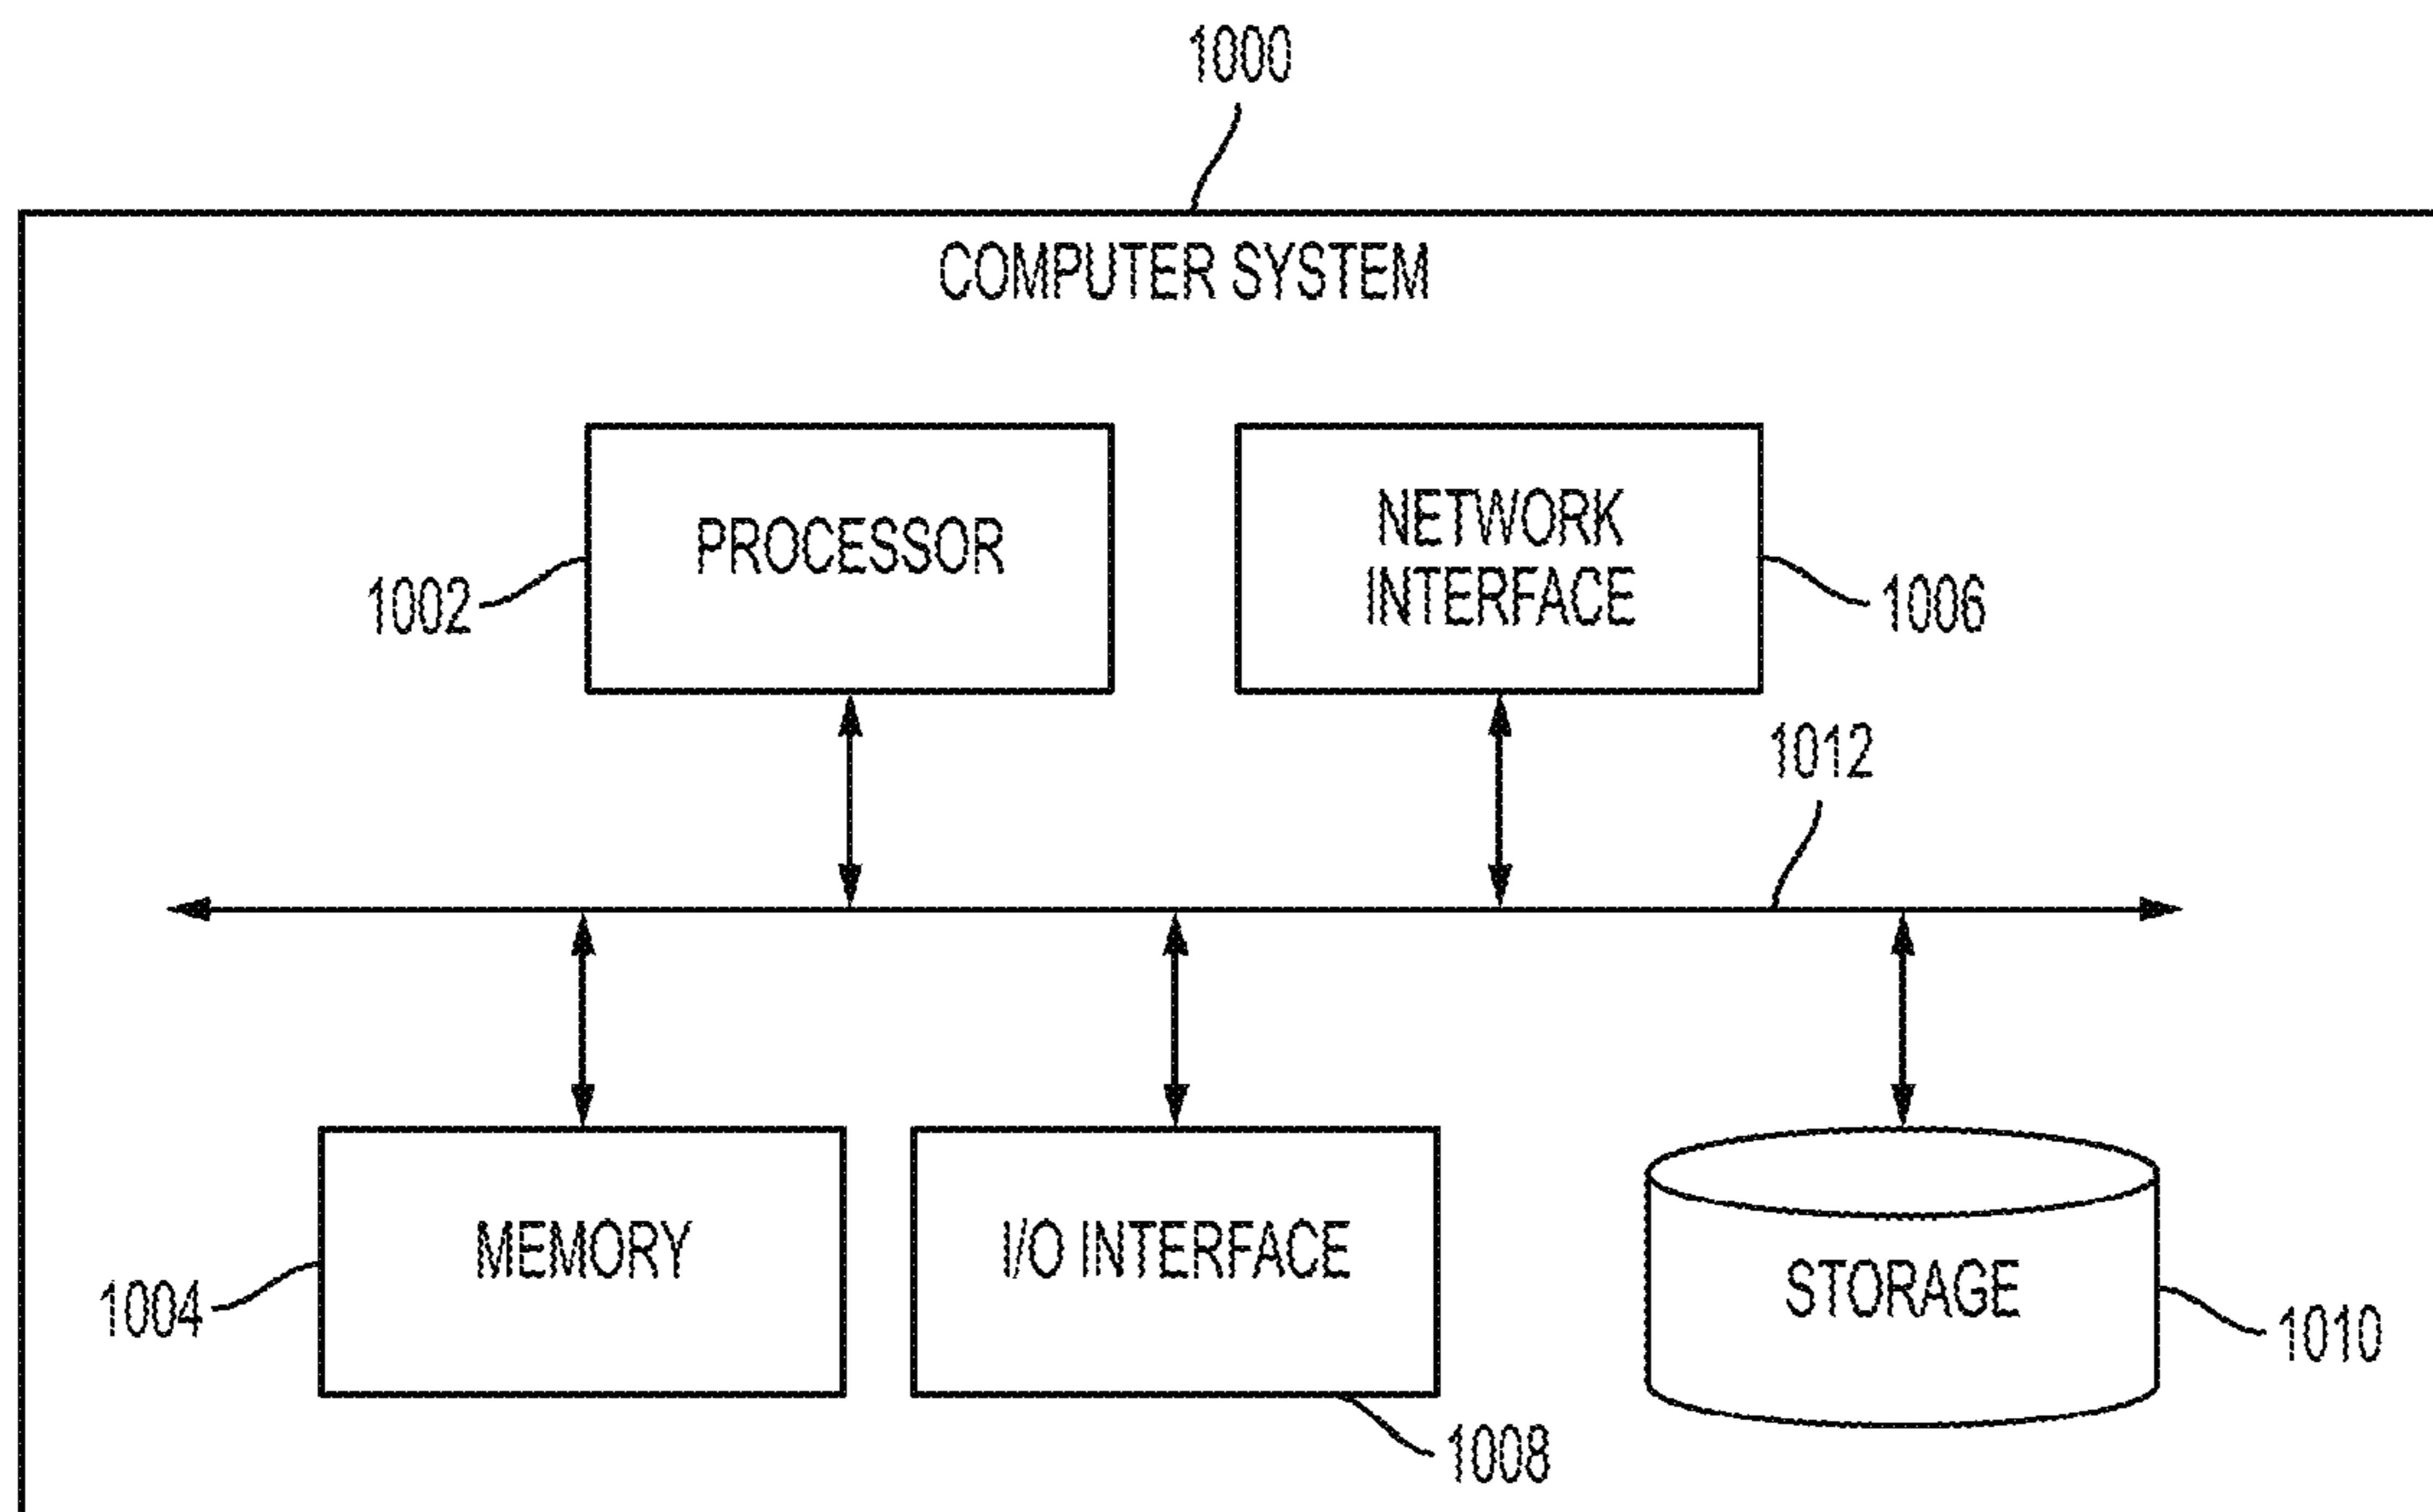 1000
COMPUTER SYSTEM
PROCESSOR
NETWORK
INTERFACE
1002
1006
1012
MEMORY
I/O INTERFACE
STORAGE
1004
1010
1008